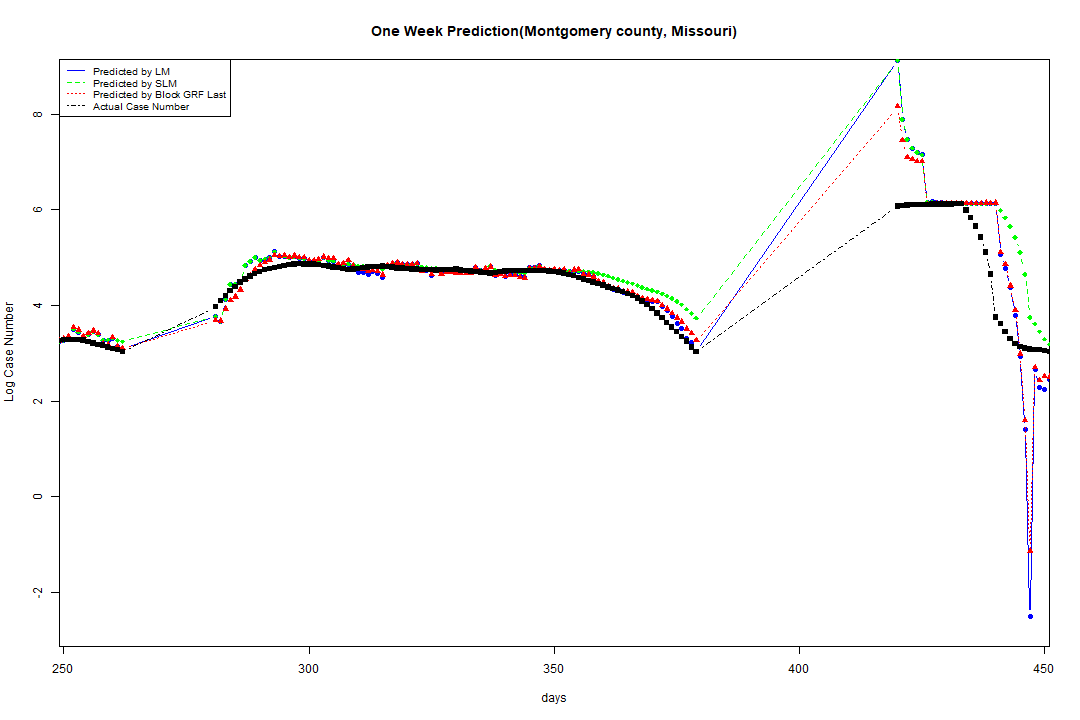 One Week Prediction(Montgomery county, Missouri)
Predicted by LM
Predicted by SLM
Predicted by Block GRF Last
Actual Case Number
8
6
4
2
0
-2
Log Case Number
250 300 350 400 450
days